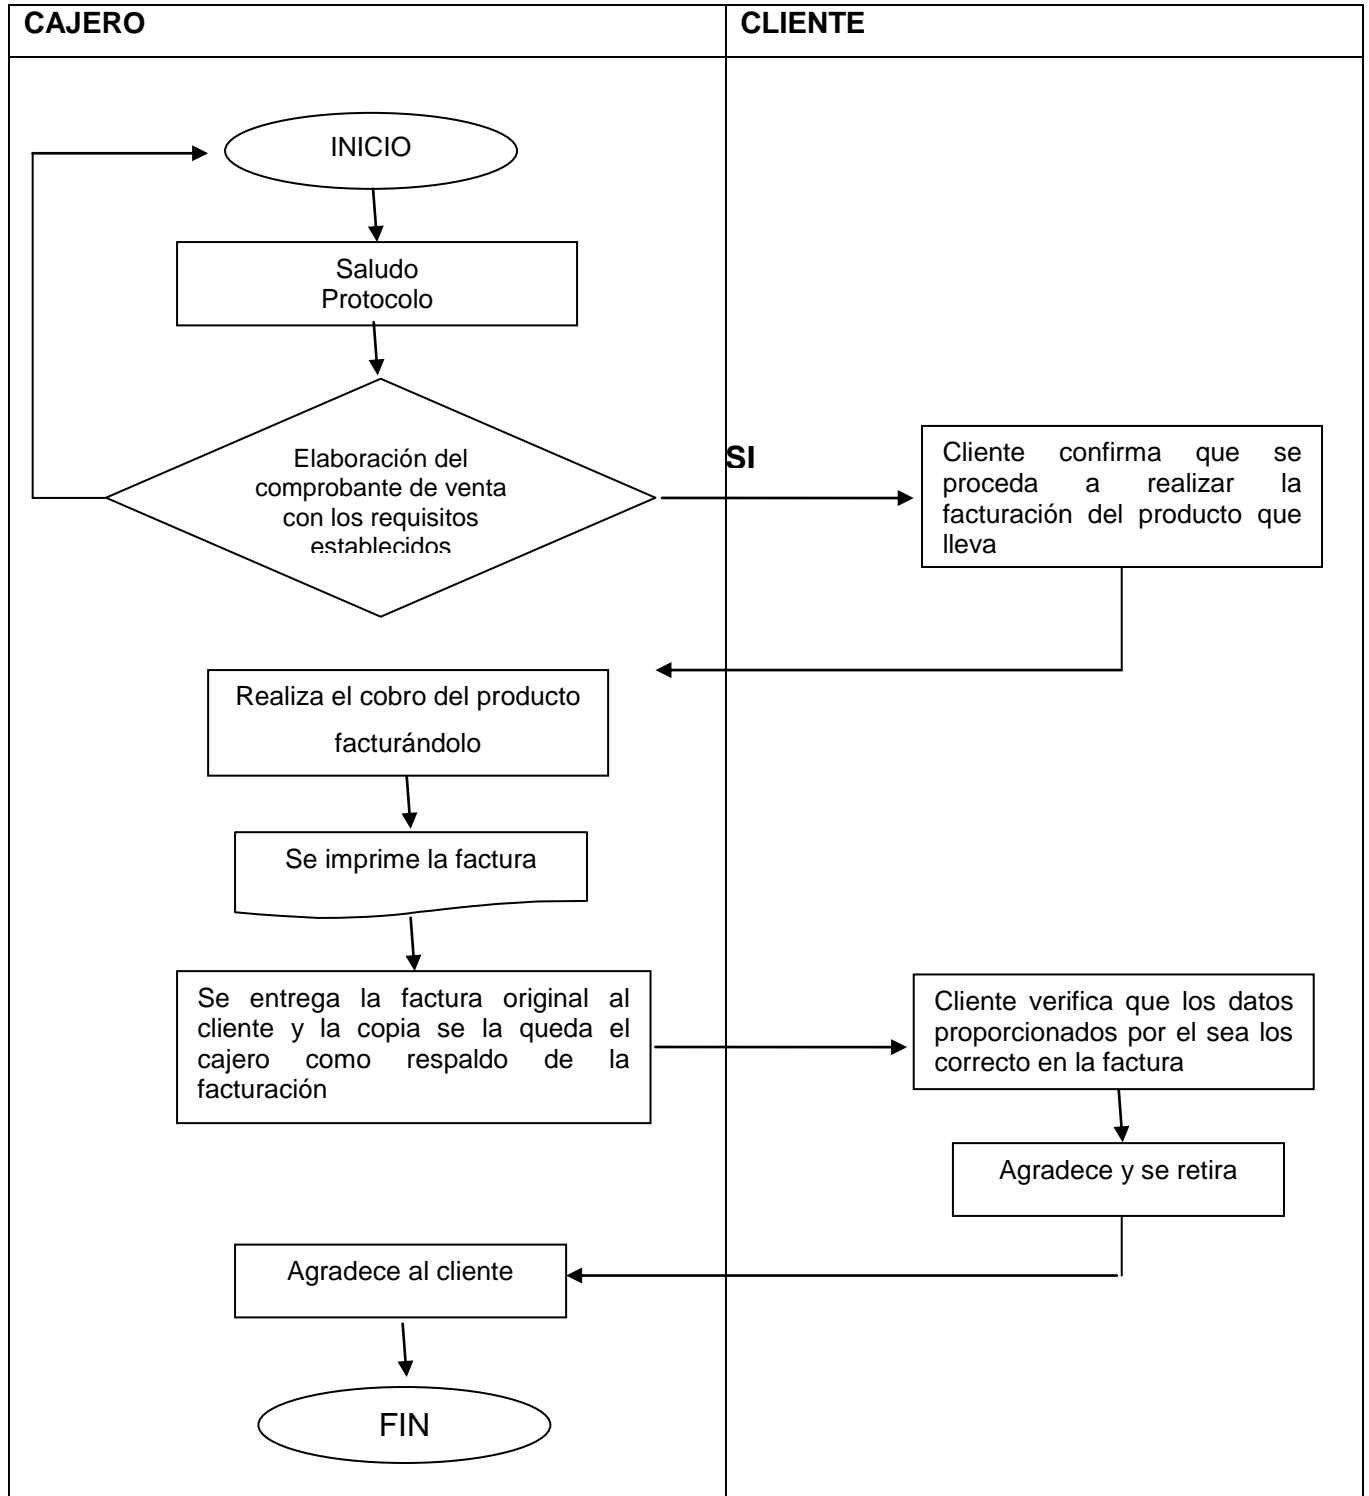 CAJERO
CLIENTE
INICIO
Saludo
Protocolo
Elaboración del
comprobante de venta
con los requisitos
establecidos
SI
Cliente confirma que se
proceda a realizar la
facturación del producto que
lleva
Realiza el cobro del producto
facturándolo
Se imprime la factura
Se entrega la factura original al
cliente y la copia se la queda el
cajero como respaldo de la
facturación
Cliente verifica que los datos
proporcionados por el sea los
correcto en la factura
Agradece y se retira
Agradece al cliente
FIN